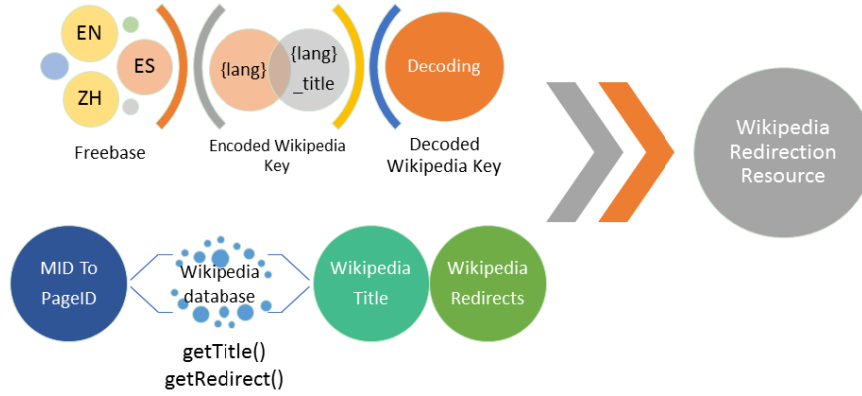 EN
ES
ZH
Freebase
{lang}
{lang}
_title
Encoded Wikipedia
Key
Decoding
Decoded
Wikipedia Key
Wikipedia
Redirection
Resource
MID To
PageID
Wikipedia
database
getTitle()
getRedirect()
Wikipedia
Title
Wikipedia
Redirects